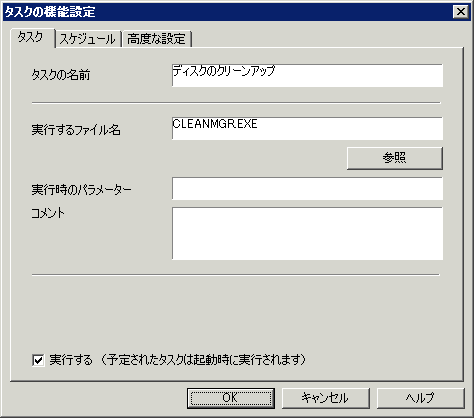 タスクの機能設定
タスク スケジュール 高度な設定
タスクの名前 ディスクのクリーンアップ
実行するファイル名 CLEANMGR.EXE
参照
実行時のパラメーター
コメント
実行する （予定されたタスクは起動時に実行されます）
OK キャンセル ヘルプ